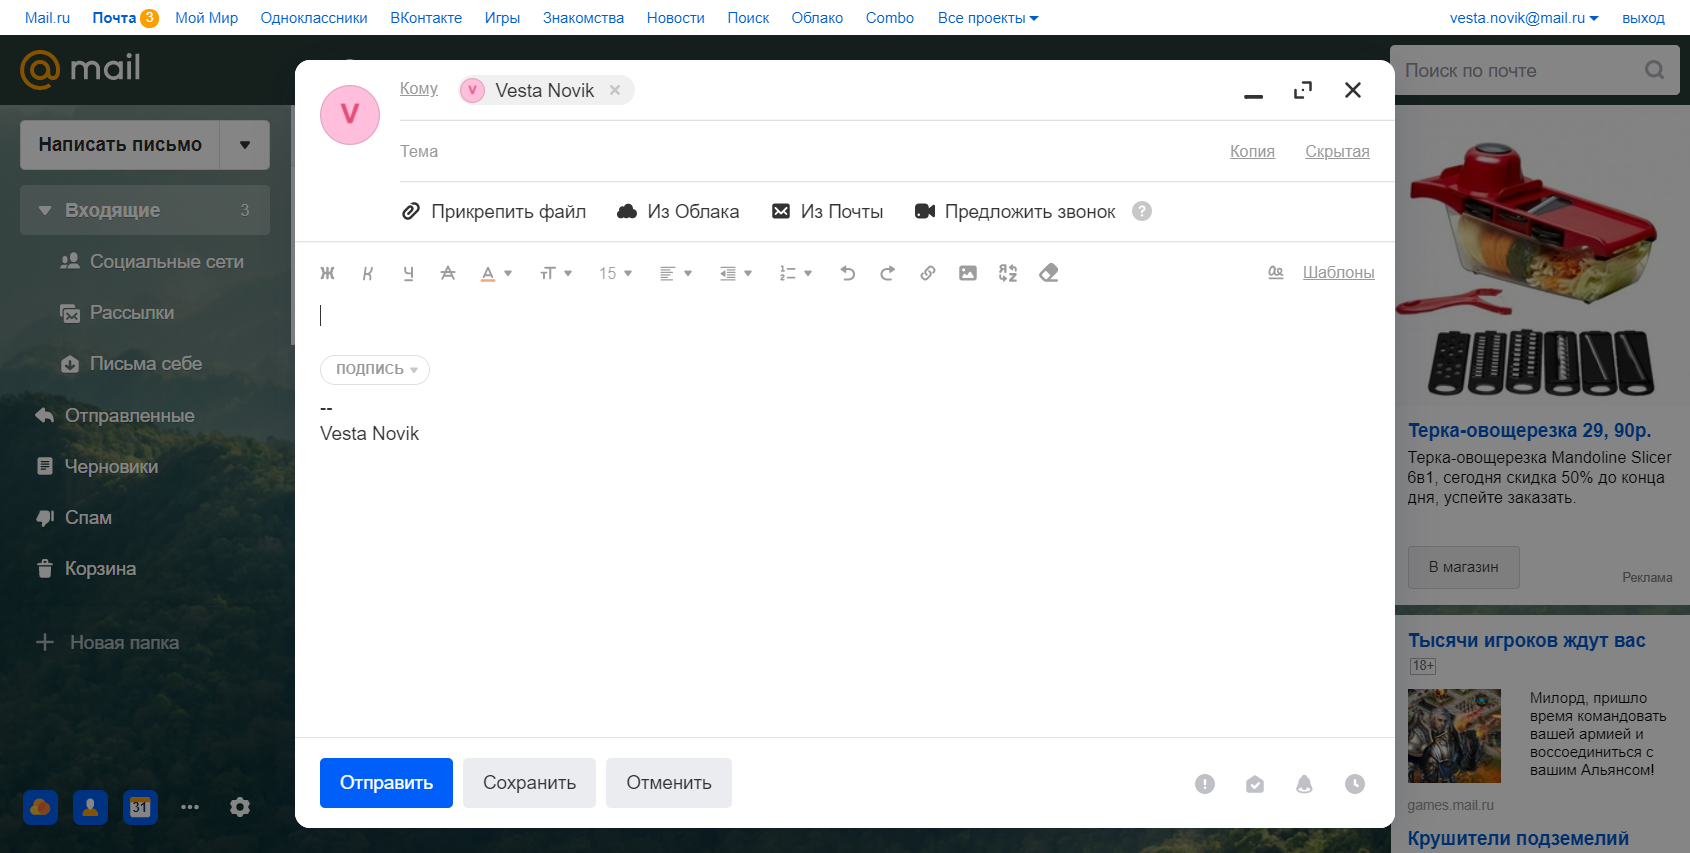 Mail.ru Почта 3 Мой Мир Одноклассники ВКонтакте Игры Знакомства Новости Поиск Облако Combo Все проекты vesta.novik@mail.ru выход
@mail
Поиск по почте
Написать письмо
Входящие 3
Социальные сети
Рассылки
Письма себе
Отправленные
Черновики
Спам
Корзина
Новая папка
31
V
Кому V Vesta Novik
Тема Копия Скрытая
Прикрепить файл Из Облака Из Почты Предложить звонок ?
Ж К Ч А А тТ 15 Шаблоны
ПОДПИСЬ
--
Vesta Novik
Отправить Сохранить Отменить
Терка-овощерезка 29, 90р.
Терка-овощерезка Mandoline Slicer
6в1, сегодня скидка 50% до конца
дня, успейте заказать.
В магазин
Реклама
Тысячи игроков ждут вас
18+
Милорд, пришло
время командовать
вашей армией и
воссоединиться с
вашим Альянсом!
games.mail.ru
Крушители подземелий